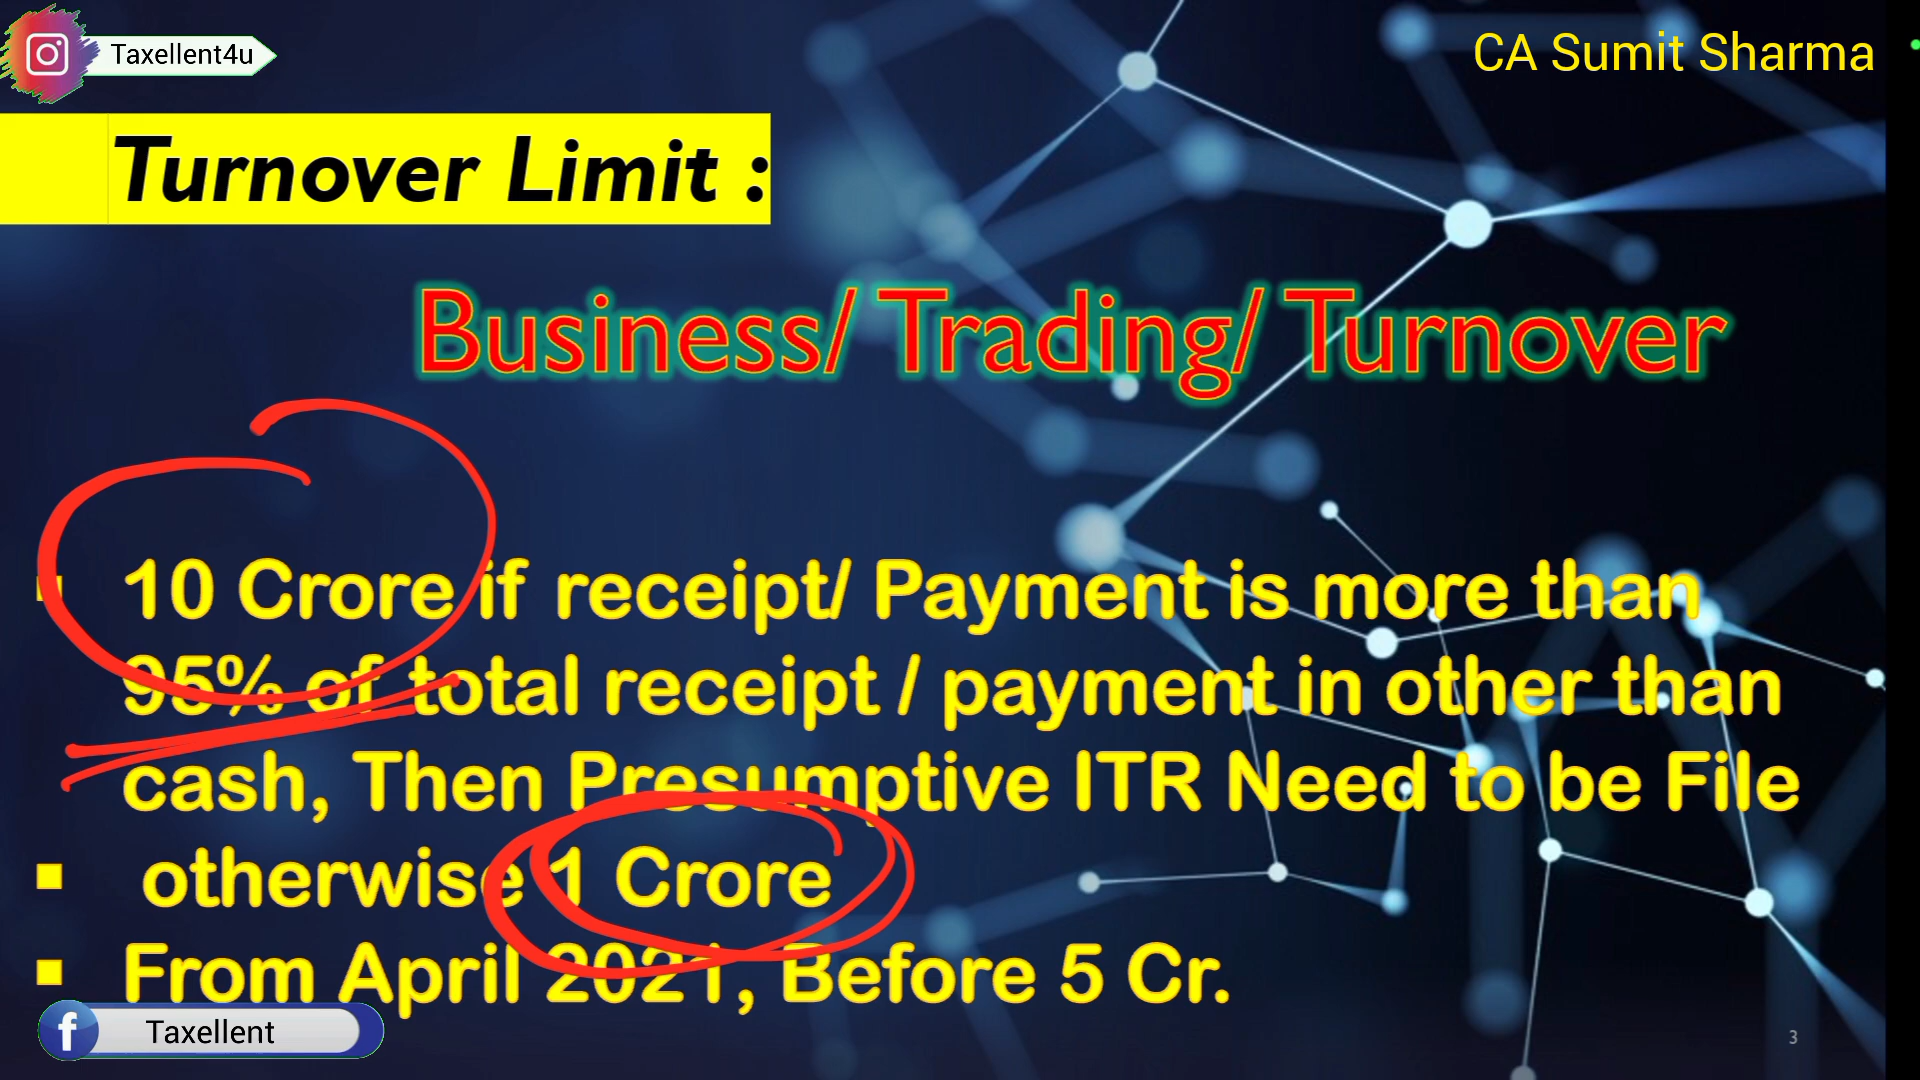 Taxellent4u
CA Sumit Sharma
Turnover Limit :
Business/ Trading/ Turnover
10 Crore if receipt/ Payment is more than
95% of total receipt / payment in other than
cash, Then Presumptive ITR Need to be File
otherwise 1 Crore
From April 2021, Before 5 Cr.
Taxellent
3